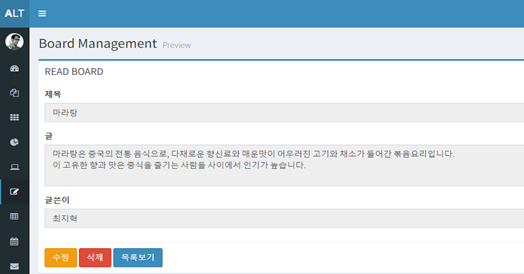 ALT
Board Management Preview
READ BOARD
제목
마라탕
글
마라탕은 중국의 전통 음식으로, 다채로운 향신료와 매운맛이 어우러진 고기와 채소가 들어간 볶음요리입니다.
이 고유한 향과 맛은 중식을 즐기는 사람들 사이에서 인기가 높습니다.
글쓴이
최지혁
수정 삭제 목록보기